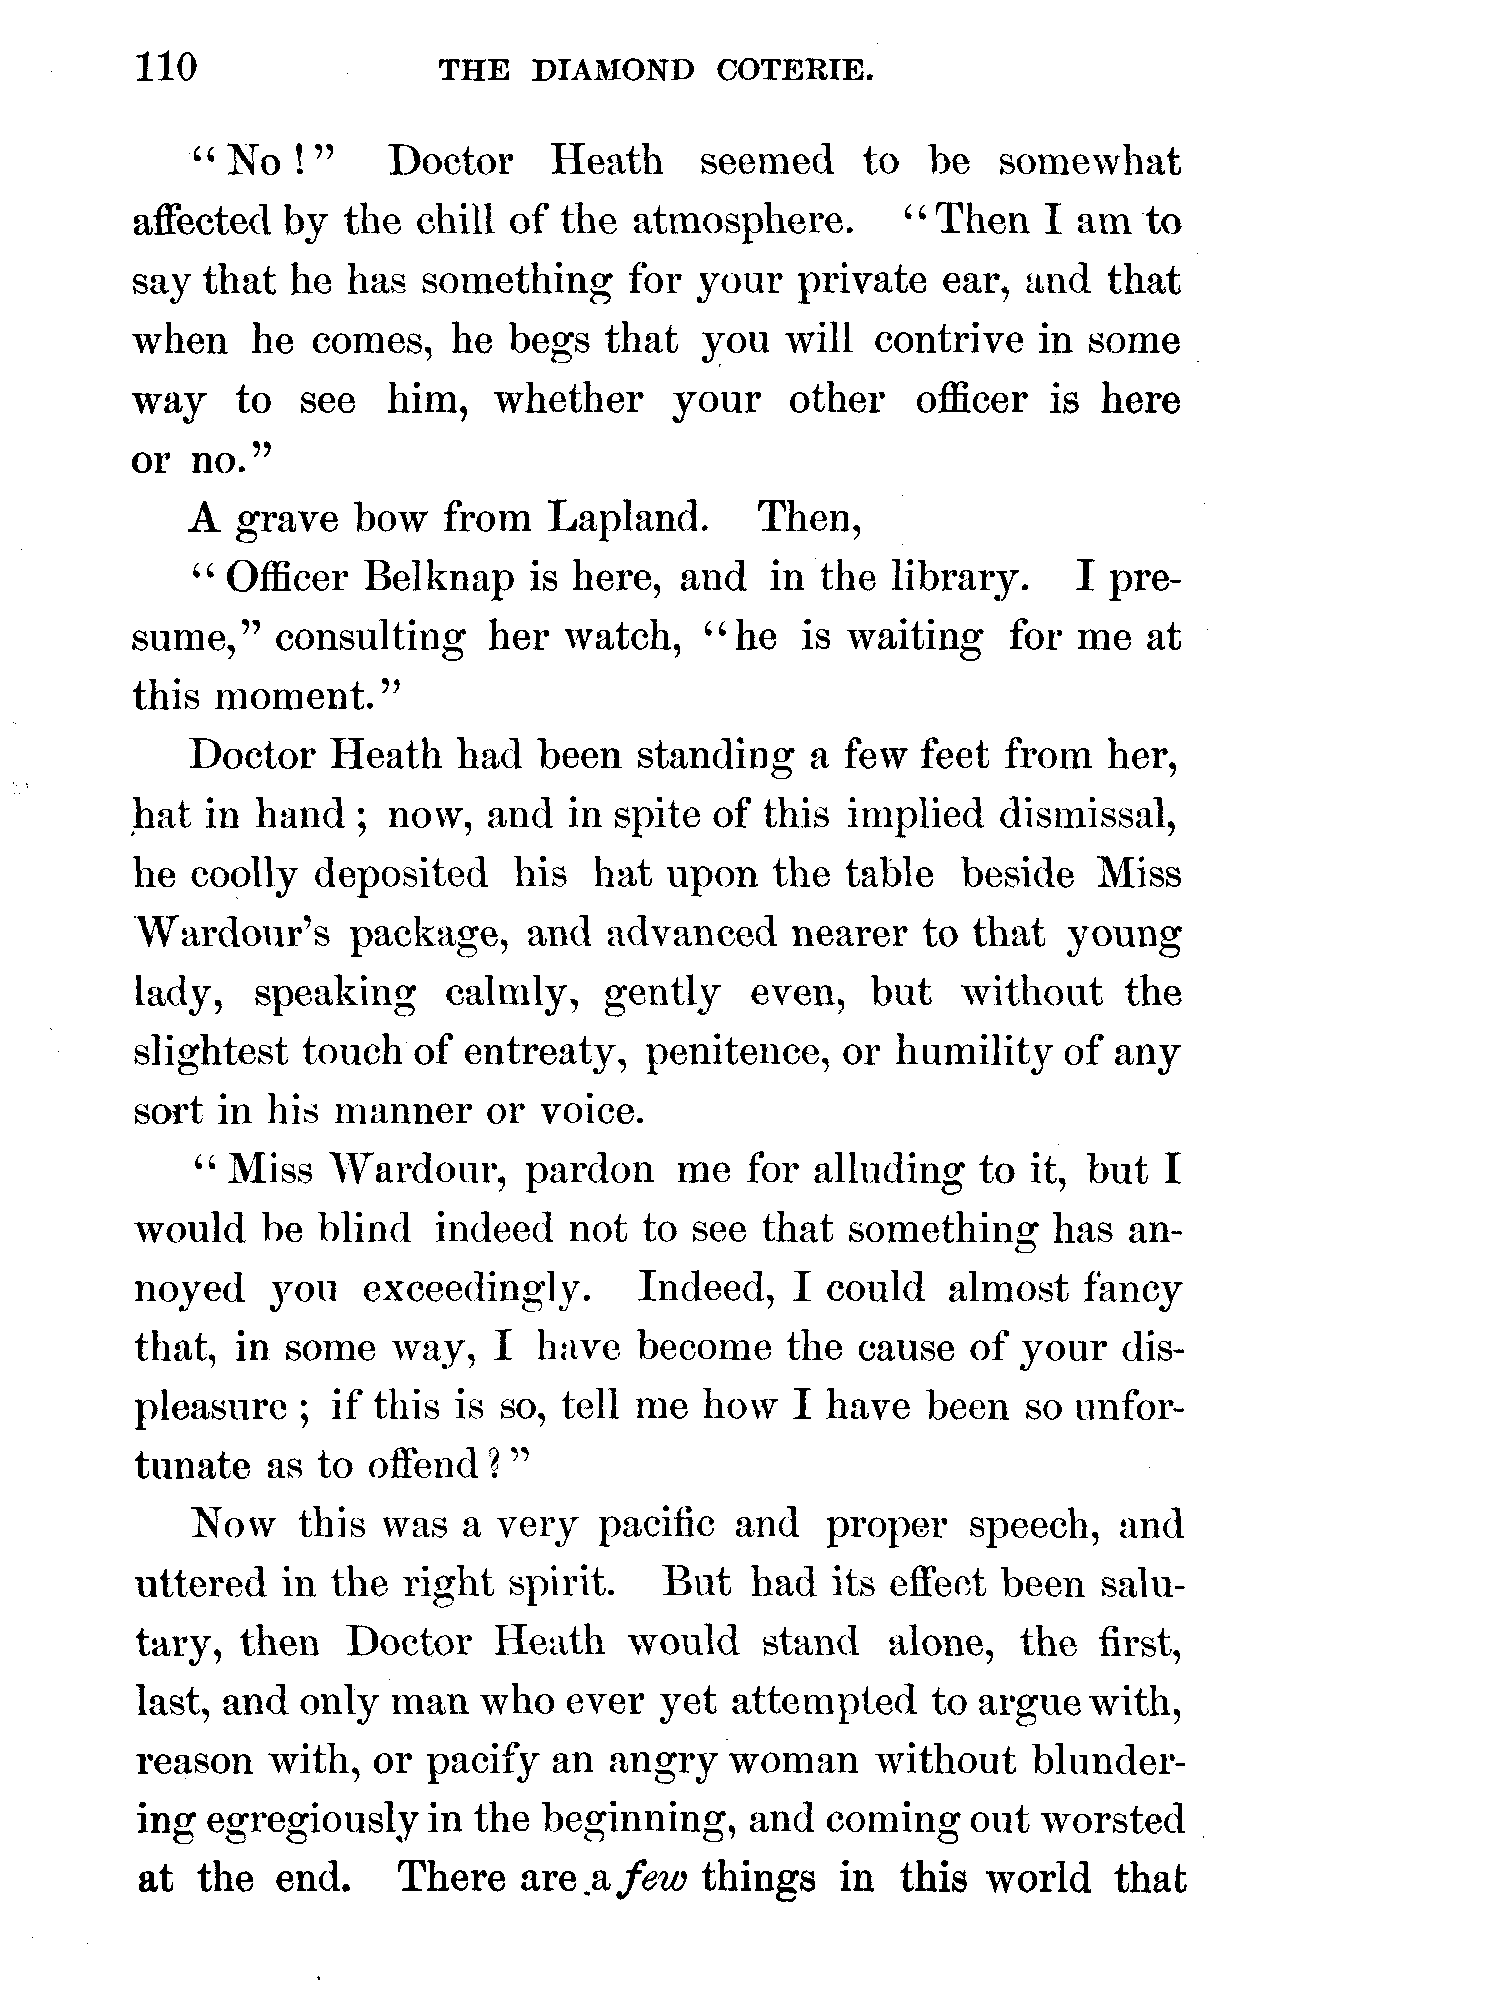 110 THE DIAMOND COTERIE.
"No!" Doctor Heath seemed to be somewhat
affected by the chill of the atmosphere. "Then I am to
say that he has something for your private ear, and that
when he comes, he begs that you will contrive in some
way to see him, whether your other officer is here
or no."
A grave bow from Lapland. Then,
"Officer Belknap is here, and in the library. I pre-
sume," consulting her watch, "he is waiting for me at
this moment."
Doctor Heath had been standing a few feet from her,
hat in hand; now, and in spite of this implied dismissal,
he coolly deposited his hat upon the table beside Miss
Wardour's package, and advanced nearer to that young
lady, speaking calmly, gently even, but without the
slightest touch of entreaty, penitence, or humility of any
sort in his manner or voice.
"Miss Wardour, pardon me for alluding to it, but I
would be blind indeed not to see that something has an-
noyed you exceedingly. Indeed, I could almost fancy
that, in some way, I have become the cause of your dis-
pleasure; if this is so, tell me how I have been so unfor-
tunate as to offend?"
Now this was a very pacific and proper speech, and
uttered in the right spirit. But had its effect been salu-
tary, then Doctor Heath would stand alone, the first,
last, and only man who ever yet attempted to argue with,
reason with, or pacify an angry woman without blunder-
ing egregiously in the beginning, and coming out worsted
at the end. There are a few things in this world that